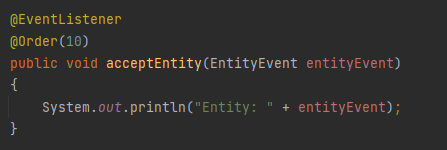 @EventListener
@Order(10)
public void acceptEntity(EntityEvent entityEvent)
{
    System.out.println("Entity: " + entityEvent);
}